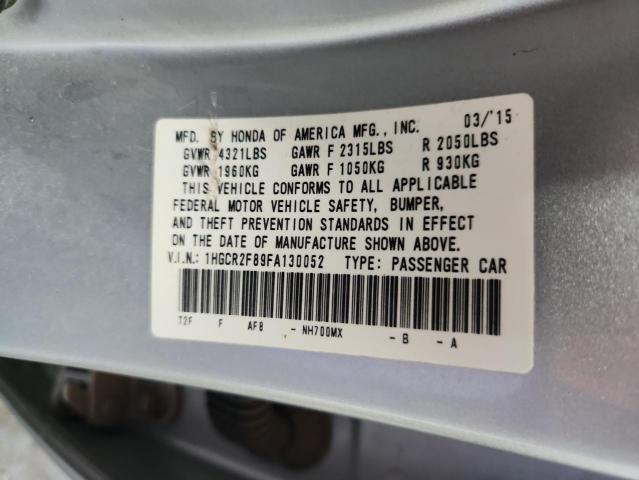 MFD. BY HONDA OF AMERICA MFG., INC. 03/'15
GVWR 4321LBS GAWR F 2315LBS R 2050LBS
GVWR 1960KG GAWR F 1050KG R 930KG
THIS VEHICLE CONFORMS TO ALL APPLICABLE
FEDERAL MOTOR VEHICLE SAFETY, BUMPER,
AND THEFT PREVENTION STANDARDS IN EFFECT
ON THE DATE OF MANUFACTURE SHOWN ABOVE.
V.I.N.: 1HGCR2F89FA130052 TYPE: PASSENGER CAR
T2F F AF8 - NH700MX - B - A